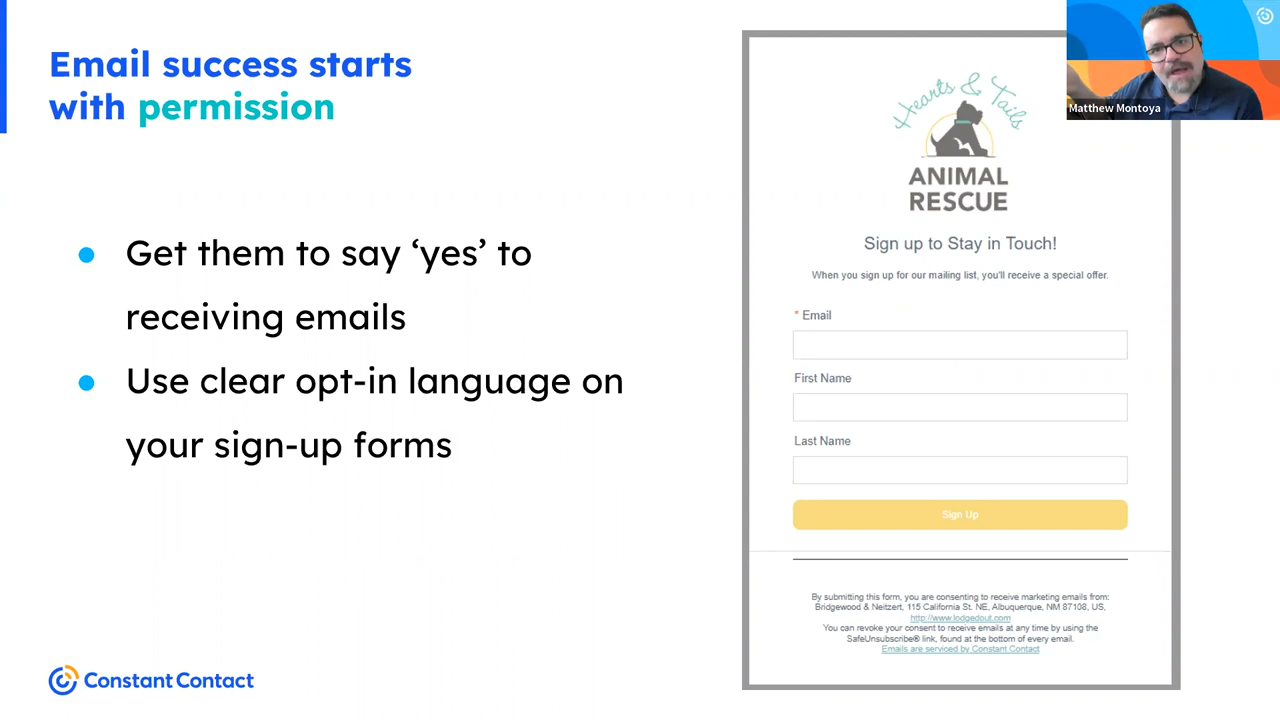 Email success starts
with permission
● Get them to say ‘yes’ to
receiving emails
● Use clear opt-in language on
your sign-up forms
Constant Contact
Hearts & Tails
ANIMAL
RESCUE
Sign up to Stay in Touch!
When you sign up for our mailing list, you'll receive a special offer.
* Email
First Name
Last Name
Sign Up
By submitting this form, you are consenting to receive marketing emails from:
Bridgewood & Neitzert, 115 California St. NE, Albuquerque, NM 87108, US,
http://www.lodgedout.com
You can revoke your consent to receive emails at any time by using the
SafeUnsubscribe® link, found at the bottom of every email.
Emails are serviced by Constant Contact
Matthew Montoya